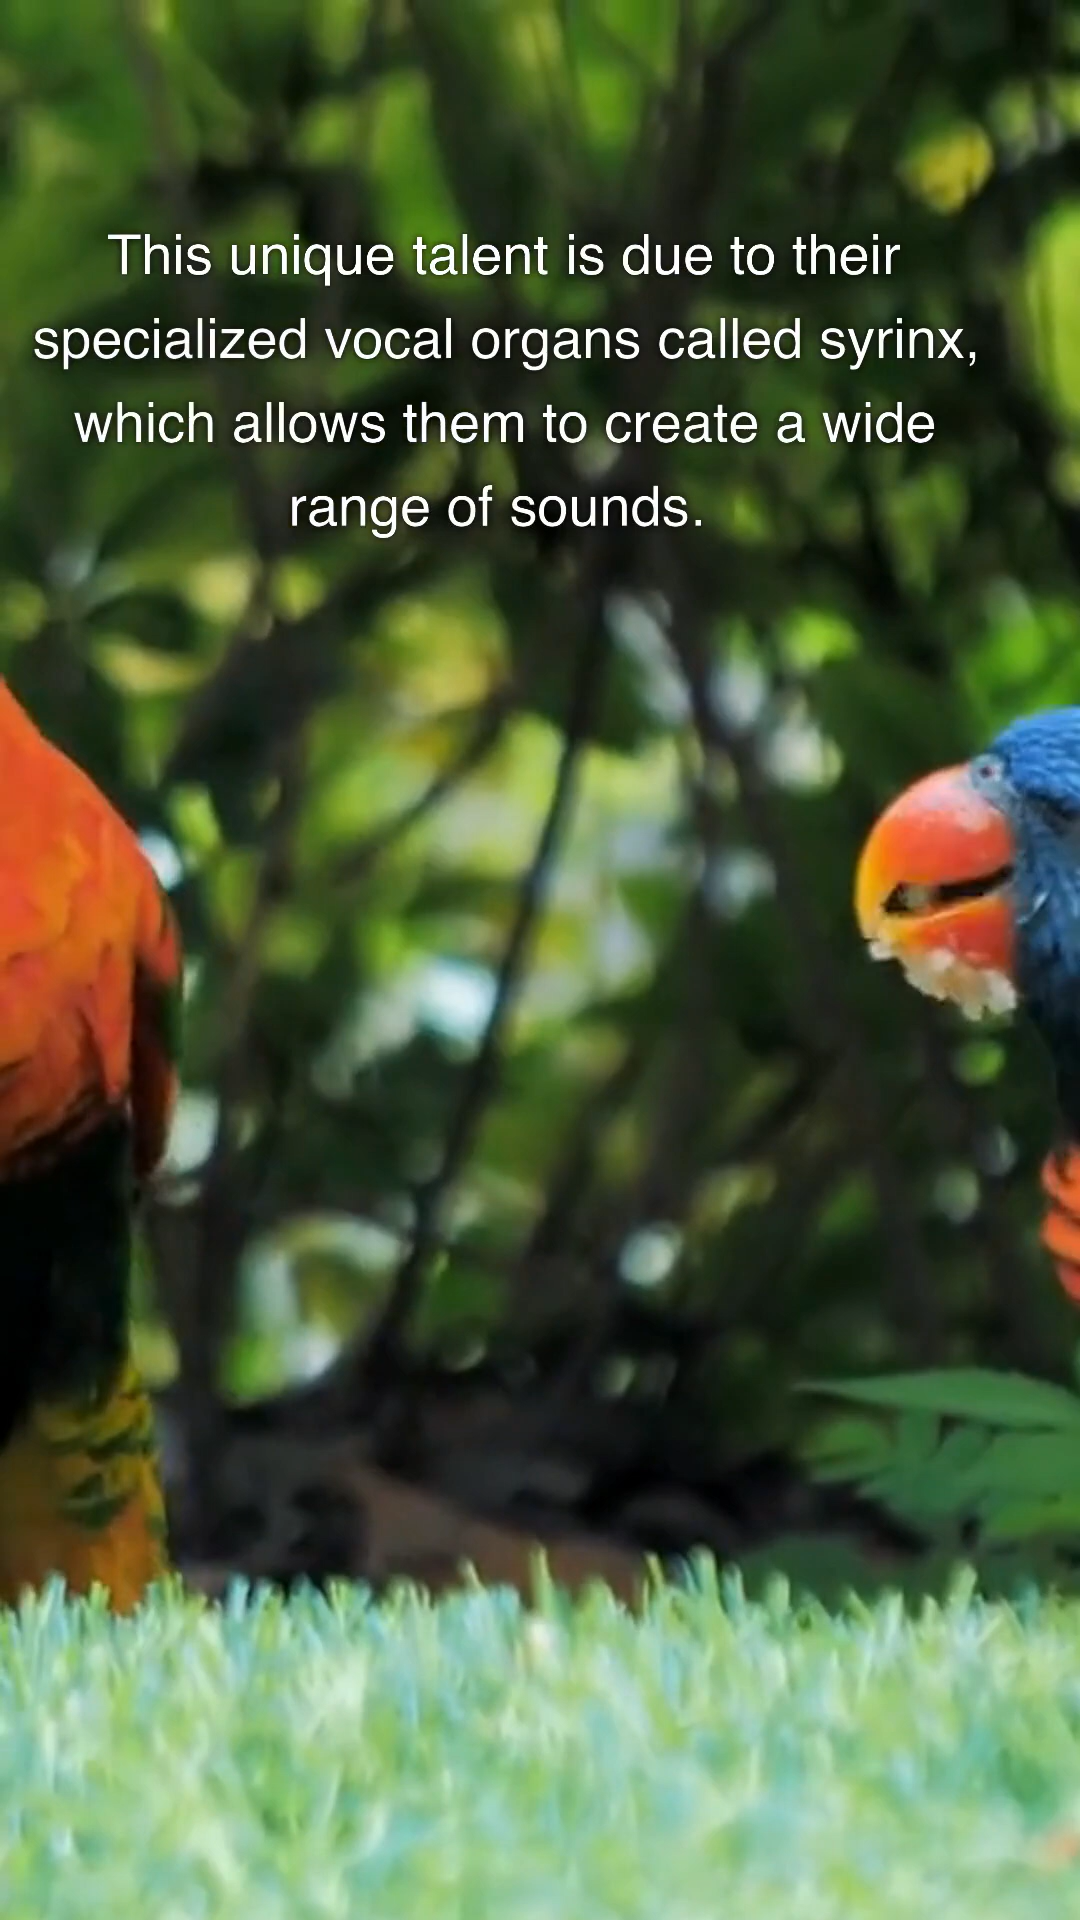 This unique talent is due to their
specialized vocal organs called syrinx,
which allows them to create a wide
range of sounds.